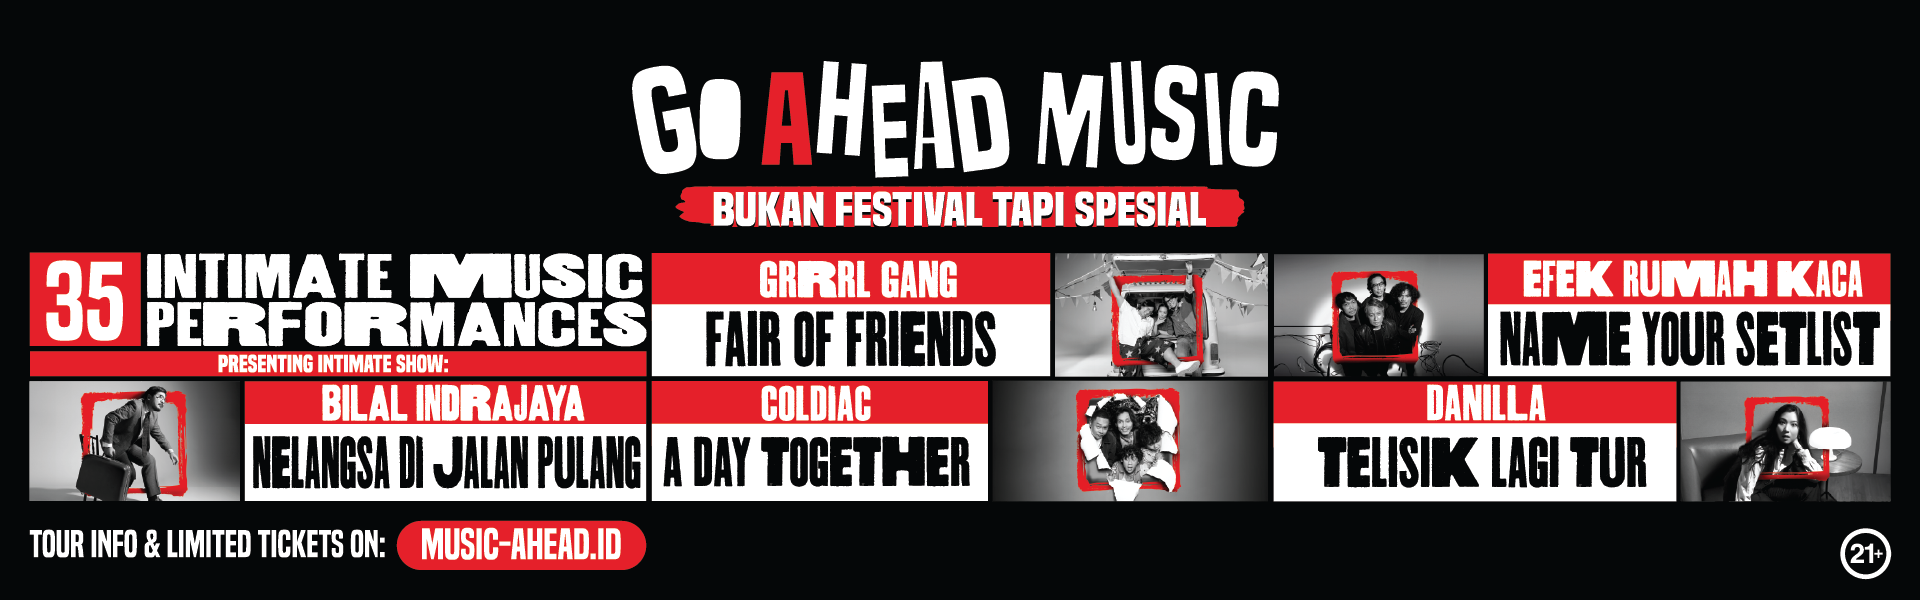 GO AHEAD MUSIC
BUKAN FESTIVAL TAPI SPESIAL
35
INTIMATE MUSIC
PERFORMANCES
PRESENTING INTIMATE SHOW:
GRRRL GANG
FAIR OF FRIENDS
EFEK RUMAH KACA
NAME YOUR SETLIST
BILAL INDRAJAYA
NELANGSA DI JALAN PULANG
COLDIAC
A DAY TOGETHER
DANILLA
TELISIK LAGI TUR
TOUR INFO & LIMITED TICKETS ON:
MUSIC-AHEAD.ID
21+